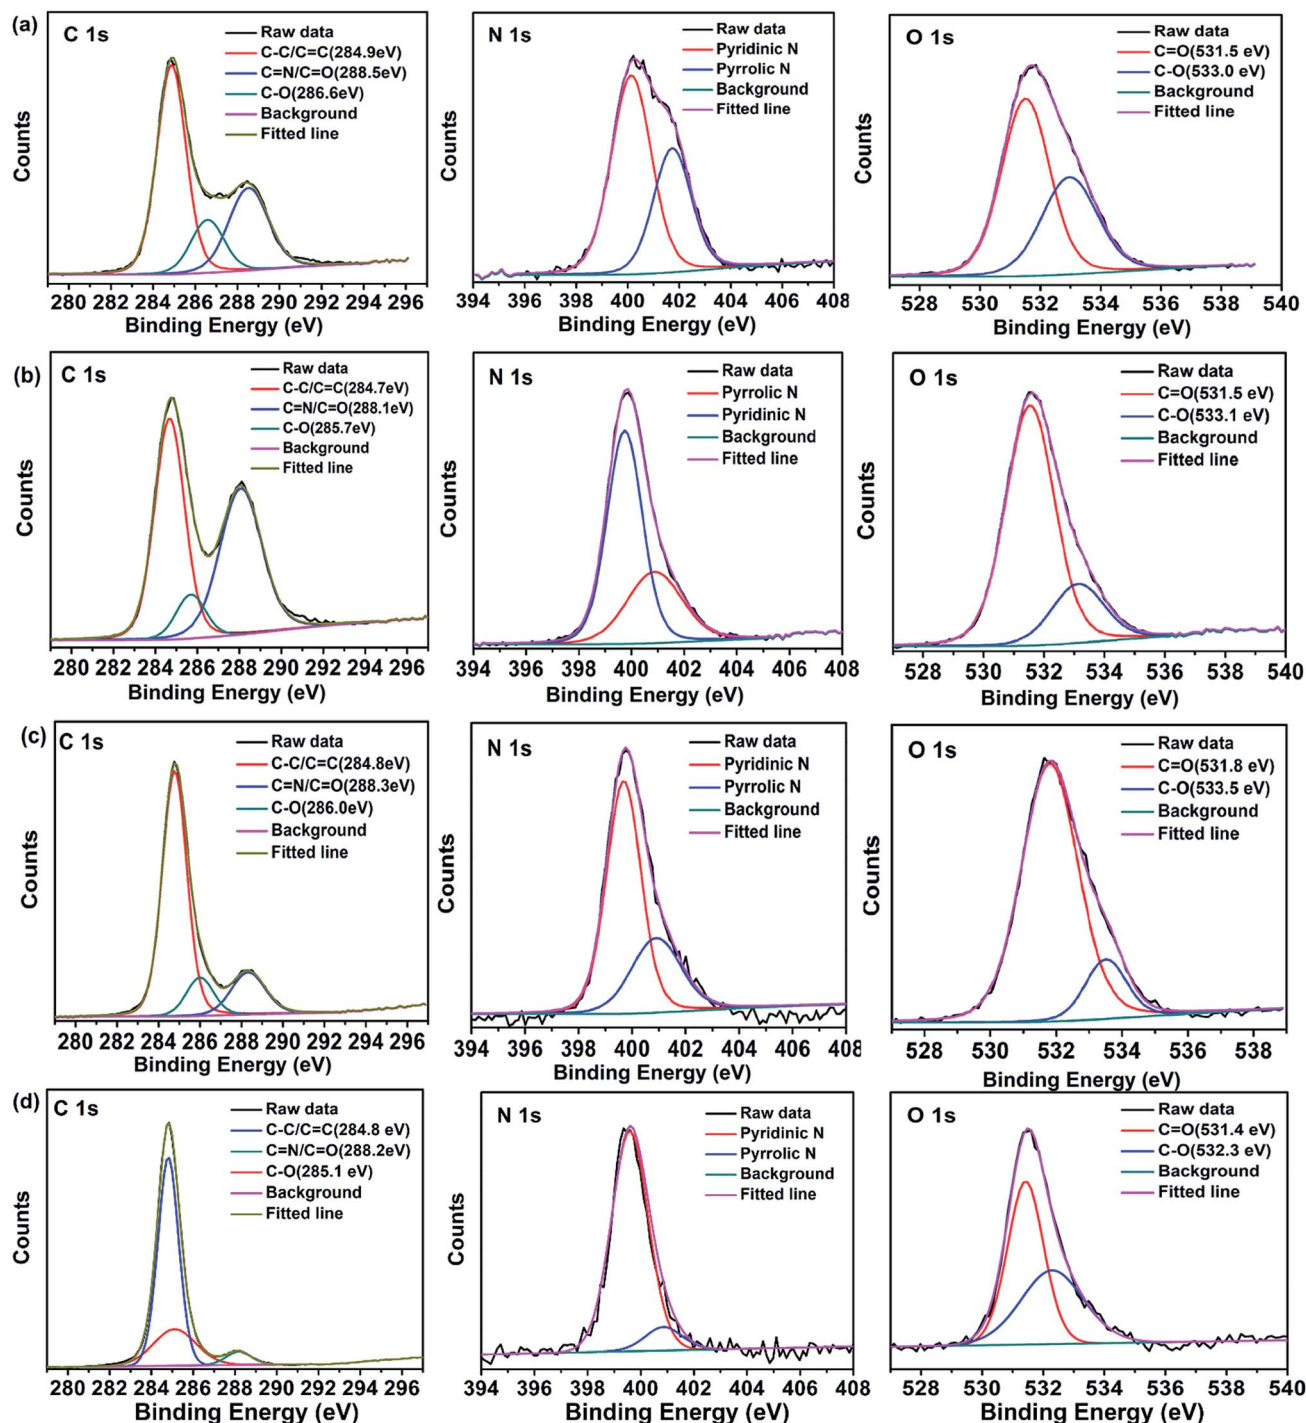 (a)
C 1s
Raw data
C-C/C=C(284.9eV)
C=N/C=O(288.5eV)
C-O(286.6eV)
Background
Fitted line
Counts
280 282 284 286 288 290 292 294 296
Binding Energy (eV)
N 1s
Raw data
Pyridinic N
Pyrrolic N
Background
Fitted line
Counts
394 396 398 400 402 404 406 408
Binding Energy (eV)
O 1s
Raw data
C=O(531.5 eV)
C-O(533.0 eV)
Background
Fitted line
Counts
528 530 532 534 536 538 540
Binding Energy (eV)
(b)
C 1s
Raw data
C-C/C=C(284.7eV)
C=N/C=O(288.1eV)
C-O(285.7eV)
Background
Fitted line
Counts
280 282 284 286 288 290 292 294 296
Binding Energy (eV)
N 1s
Raw data
Pyrrolic N
Pyridinic N
Background
Fitted line
Counts
394 396 398 400 402 404 406 408
Binding Energy (eV)
O 1s
Raw data
C=O(531.5 eV)
C-O(533.1 eV)
Background
Fitted line
Counts
528 530 532 534 536 538 540
Binding Energy (eV)
(c)
C 1s
Raw data
C-C/C=C(284.8eV)
C=N/C=O(288.3eV)
C-O(286.0eV)
Background
Fitted line
Counts
280 282 284 286 288 290 292 294 296
Binding Energy (eV)
N 1s
Raw data
Pyridinic N
Pyrrolic N
Background
Fitted line
Counts
394 396 398 400 402 404 406 408
Binding Energy (eV)
O 1s
Raw data
C=O(531.8 eV)
C-O(533.5 eV)
Background
Fitted line
Counts
528 530 532 534 536 538
Binding Energy (eV)
(d)
C 1s
Raw data
C-C/C=C(284.8 eV)
C=N/C=O(288.2eV)
C-O(285.1 eV)
Background
Fitted line
Counts
280 282 284 286 288 290 292 294 296
Binding Energy (eV)
N 1s
Raw data
Pyridinic N
Pyrrolic N
Background
Fitted line
Counts
394 396 398 400 402 404 406 408
Binding Energy (eV)
O 1s
Raw data
C=O(531.4 eV)
C-O(532.3 eV)
Background
Fitted line
Counts
528 530 532 534 536 538 540
Binding Energy (eV)